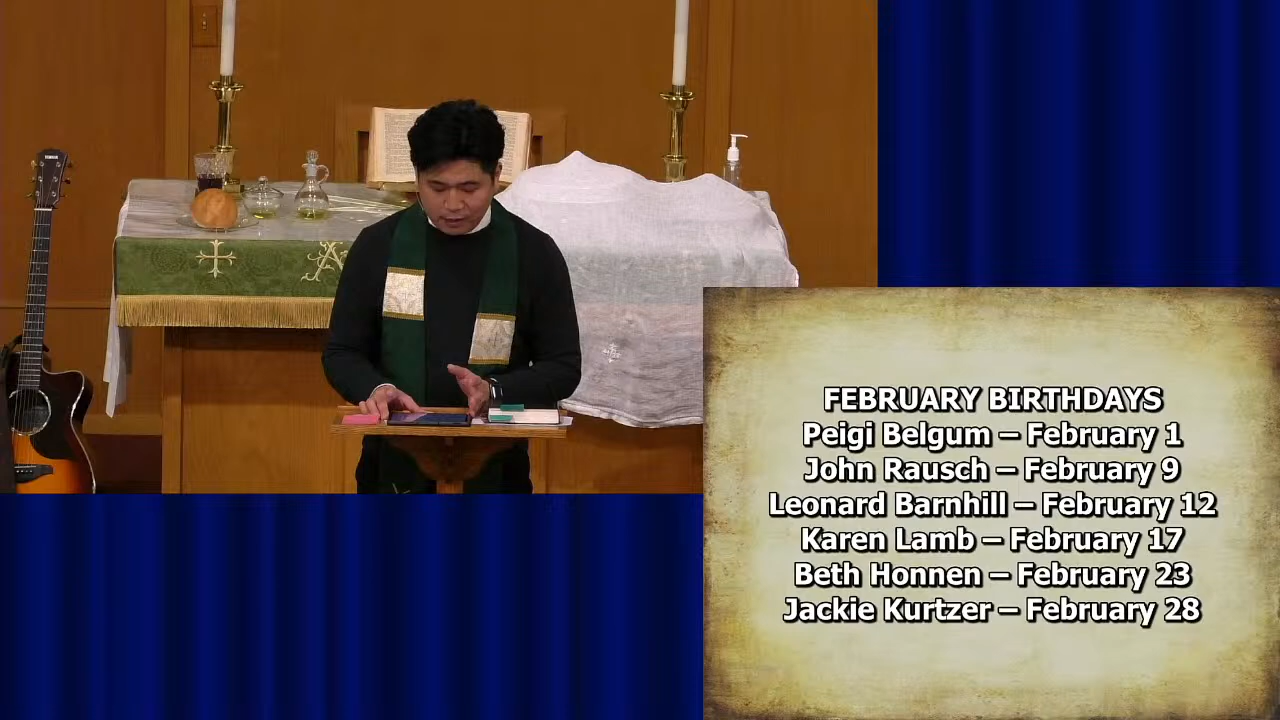 FEBRUARY BIRTHDAYS
Peigi Belgum – February 1
John Rausch – February 9
Leonard Barnhill – February 12
Karen Lamb – February 17
Beth Honnen – February 23
Jackie Kurtzer – February 28